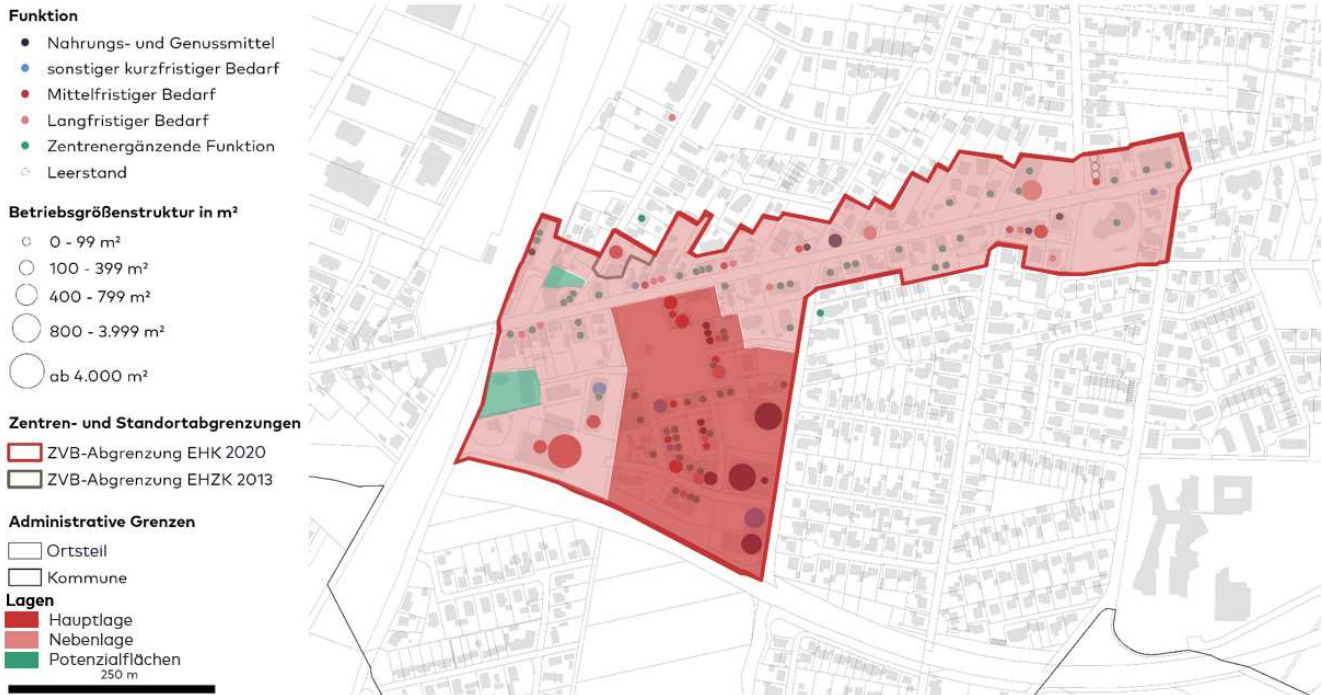 Funktion
Nahrungs- und Genussmittel
sonstiger kurzfristiger Bedarf
Mittelfristiger Bedarf
Langfristiger Bedarf
Zentrenergänzende Funktion
Leerstand
Betriebsgrößenstruktur in m²
0 - 99 m²
100 - 399 m²
400 - 799 m²
800 - 3.999 m²
ab 4.000 m²
Zentren- und Standortabgrenzungen
ZVB-Abgrenzung EHK 2020
ZVB-Abgrenzung EHZK 2013
Administrative Grenzen
Ortsteil
Kommune
Lagen
Hauptlage
Nebenlage
Potenzialflächen
250 m